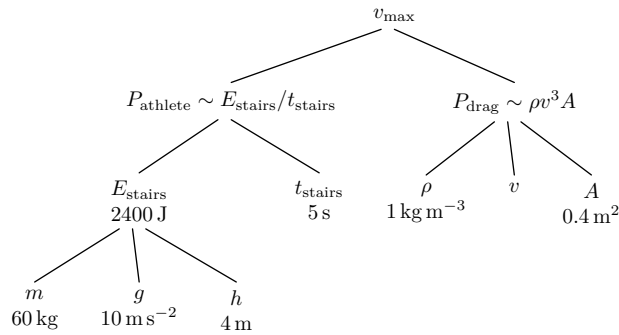 v_max
P_athlete ∼ E_stairs/t_stairs
P_drag ∼ ρv³A
E_stairs
2400 J
t_stairs
5 s
ρ
1 kg m⁻³
v
A
0.4 m²
m
60 kg
g
10 m s⁻²
h
4 m